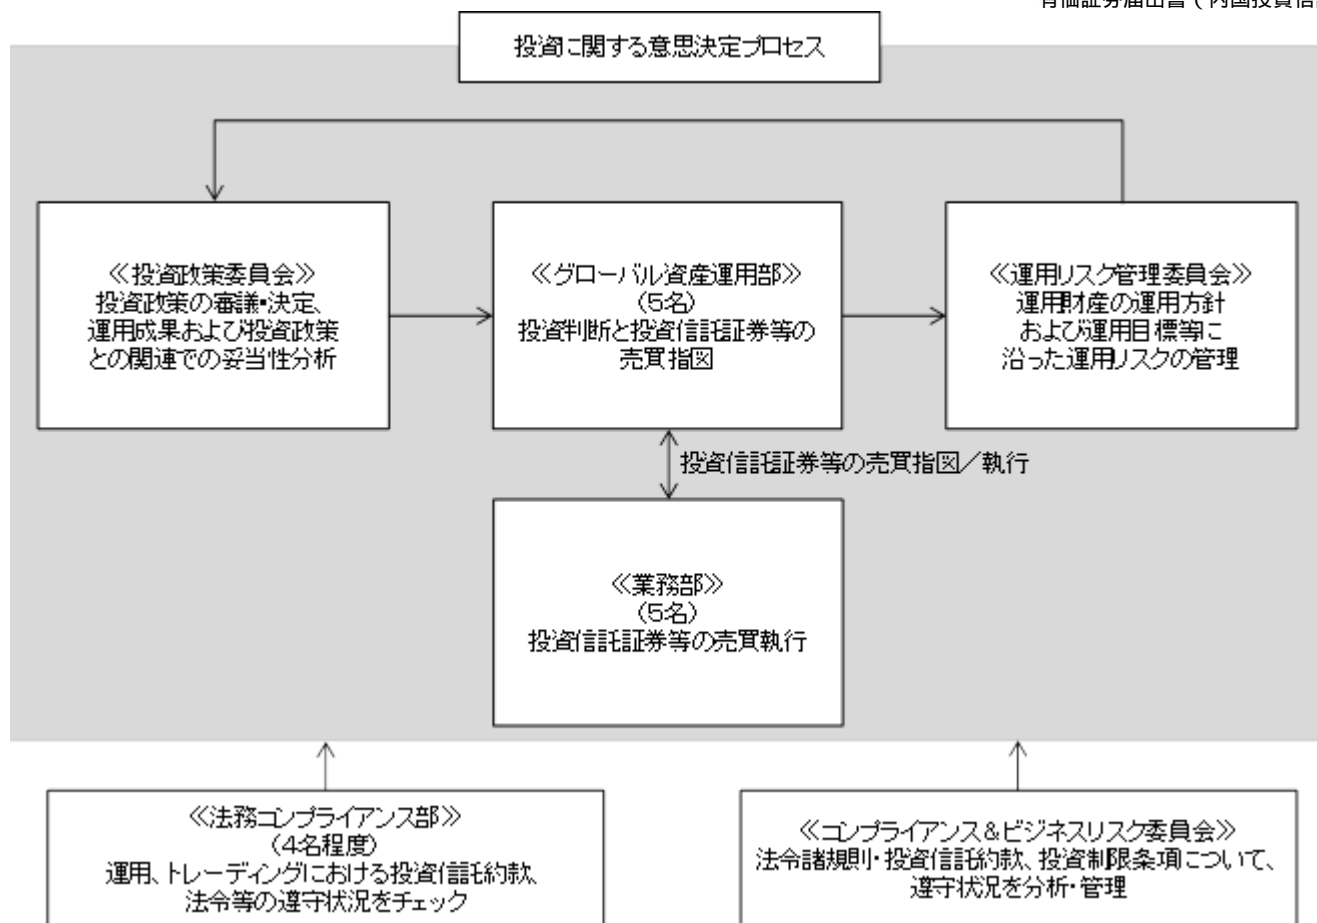 有価証券届出書(内国投資信
投資に関する意思決定プロセス
≪投資政策委員会≫
投資政策の審議・決定、
運用成果および投資政策
との関連での妥当性分析
≪グローバル資産運用部≫
(5名)
投資判断と投資信託証券等の
売買指図
≪運用リスク管理委員会≫
運用財産の運用方針
および運用目標等に
沿った運用リスクの管理
投資信託証券等の売買指図/執行
≪業務部≫
(5名)
投資信託証券等の売買執行
≪法務コンプライアンス部≫
(4名程度)
運用、トレーディングにおける投資信託約款、
法令等の遵守状況をチェック
≪コンプライアンス&ビジネスリスク委員会≫
法令諸規則・投資信託約款、投資制限条項について、
遵守状況を分析・管理